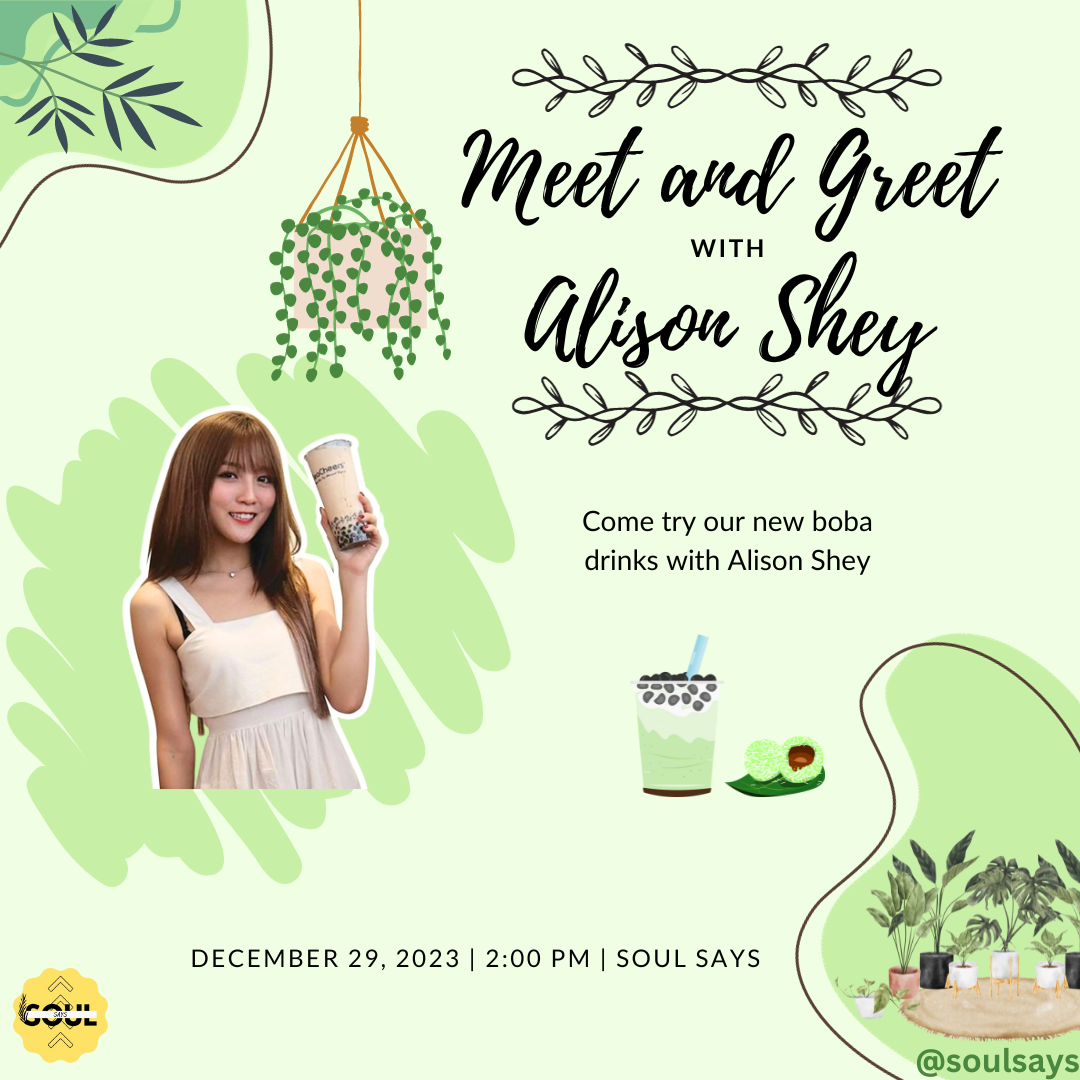 Meet and Greet
WITH
Alison Shey
Come try our new boba
drinks with Alison Shey
DECEMBER 29, 2023 | 2:00 PM | SOUL SAYS
SOUL
SAYS
@soulsays